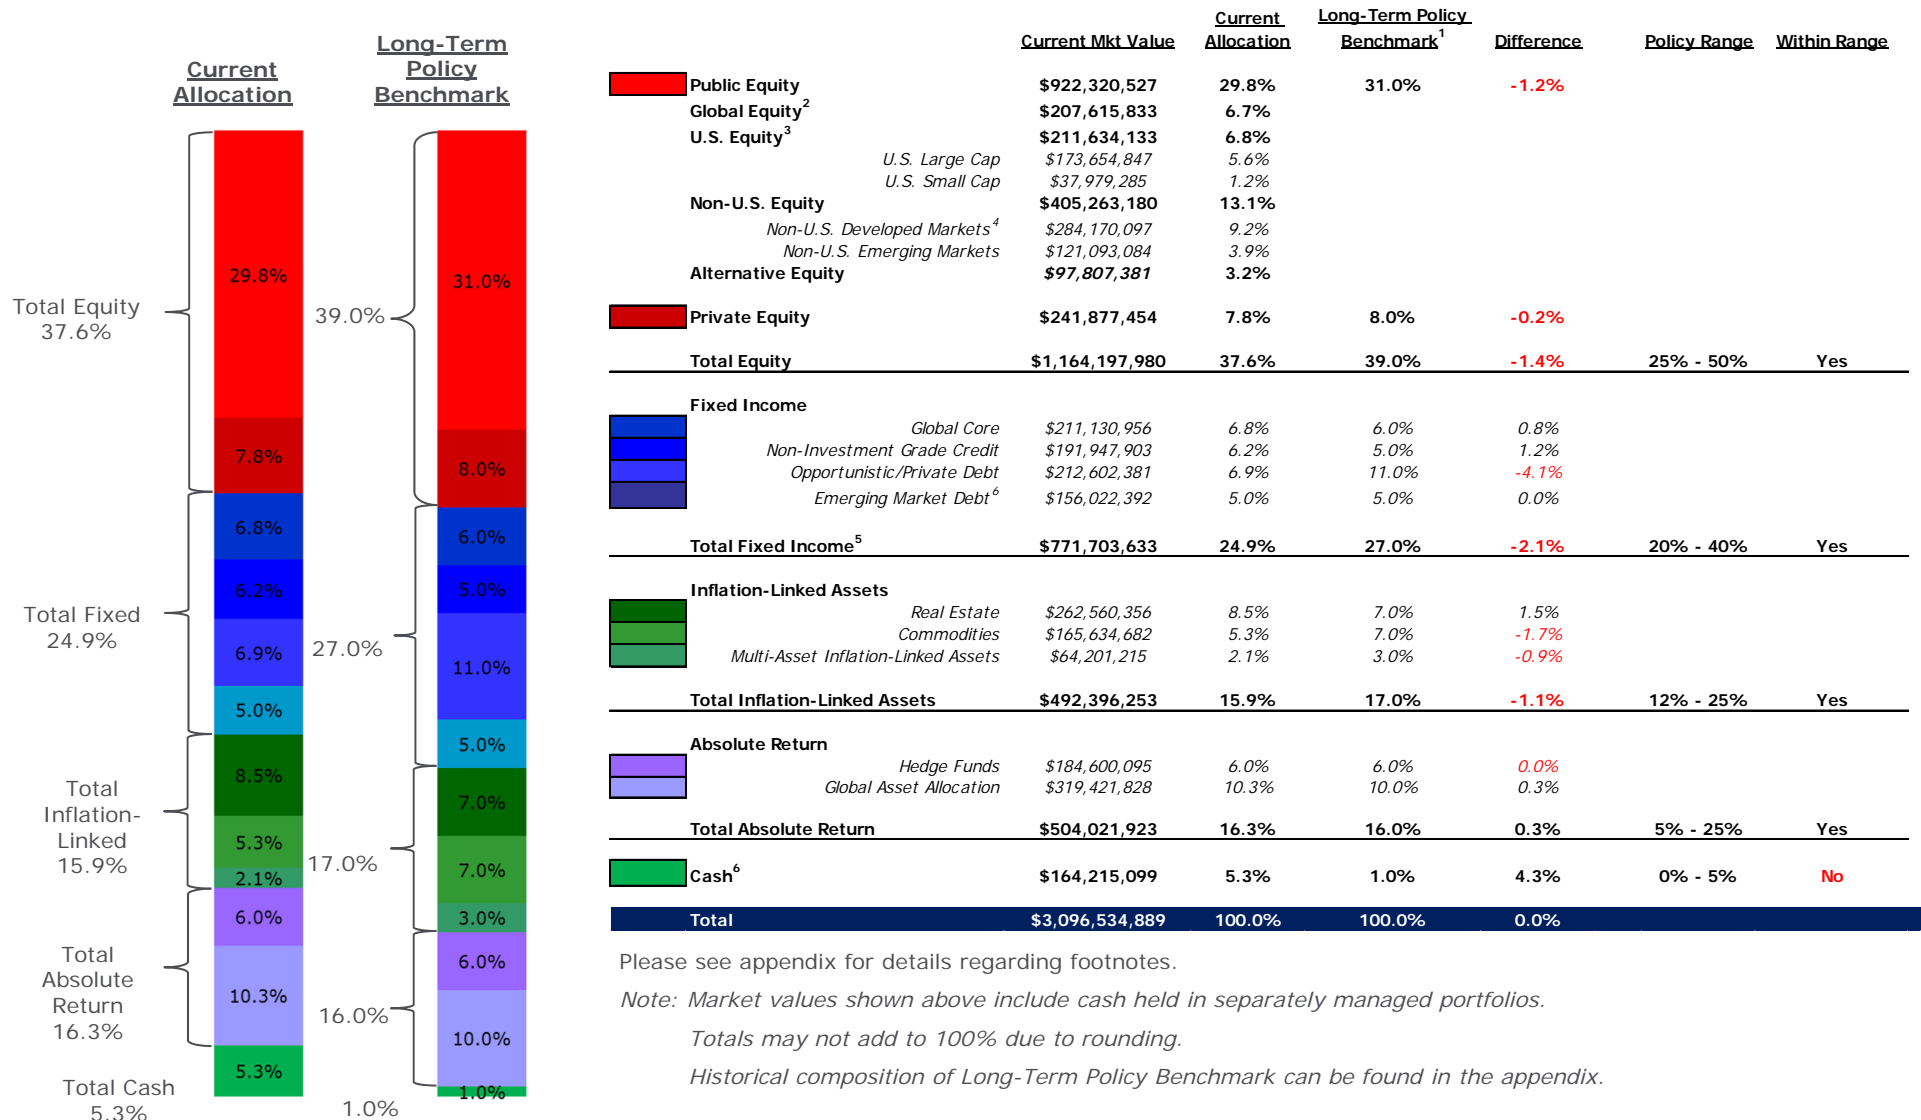 Current
Allocation
Long-Term
Policy
Benchmark
29.8%
7.8%
6.8%
6.2%
6.9%
5.0%
8.5%
5.3%
2.1%
6.0%
10.3%
5.3%
31.0%
8.0%
6.0%
5.0%
11.0%
5.0%
7.0%
7.0%
3.0%
6.0%
10.0%
1.0%
Total Equity
37.6%
39.0%
Total Fixed
24.9%
27.0%
Total
Inflation-
Linked
15.9%
17.0%
Total
Absolute
Return
16.3%
16.0%
Total Cash
5.3%
1.0%
Current Mkt Value Current Allocation Long-Term Policy Benchmark1 Difference Policy Range Within Range
Public Equity $922,320,527 29.8% 31.0% -1.2%
Global Equity2 $207,615,833 6.7%
U.S. Equity3 $211,634,133 6.8%
U.S. Large Cap $173,654,847 5.6%
U.S. Small Cap $37,979,285 1.2%
Non-U.S. Equity $405,263,180 13.1%
Non-U.S. Developed Markets4 $284,170,097 9.2%
Non-U.S. Emerging Markets $121,093,084 3.9%
Alternative Equity $97,807,381 3.2%
Private Equity $241,877,454 7.8% 8.0% -0.2%
Total Equity $1,164,197,980 37.6% 39.0% -1.4% 25% - 50% Yes
Fixed Income
Global Core $211,130,956 6.8% 6.0% 0.8%
Non-Investment Grade Credit $191,947,903 6.2% 5.0% 1.2%
Opportunistic/Private Debt $212,602,381 6.9% 11.0% -4.1%
Emerging Market Debt6 $156,022,392 5.0% 5.0% 0.0%
Total Fixed Income5 $771,703,633 24.9% 27.0% -2.1% 20% - 40% Yes
Inflation-Linked Assets
Real Estate $262,560,356 8.5% 7.0% 1.5%
Commodities $165,634,682 5.3% 7.0% -1.7%
Multi-Asset Inflation-Linked Assets $64,201,215 2.1% 3.0% -0.9%
Total Inflation-Linked Assets $492,396,253 15.9% 17.0% -1.1% 12% - 25% Yes
Absolute Return
Hedge Funds $184,600,095 6.0% 6.0% 0.0%
Global Asset Allocation $319,421,828 10.3% 10.0% 0.3%
Total Absolute Return $504,021,923 16.3% 16.0% 0.3% 5% - 25% Yes
Cash6 $164,215,099 5.3% 1.0% 4.3% 0% - 5% No
Total $3,096,534,889 100.0% 100.0% 0.0%
Please see appendix for details regarding footnotes.
Note: Market values shown above include cash held in separately managed portfolios.
Totals may not add to 100% due to rounding.
Historical composition of Long-Term Policy Benchmark can be found in the appendix.